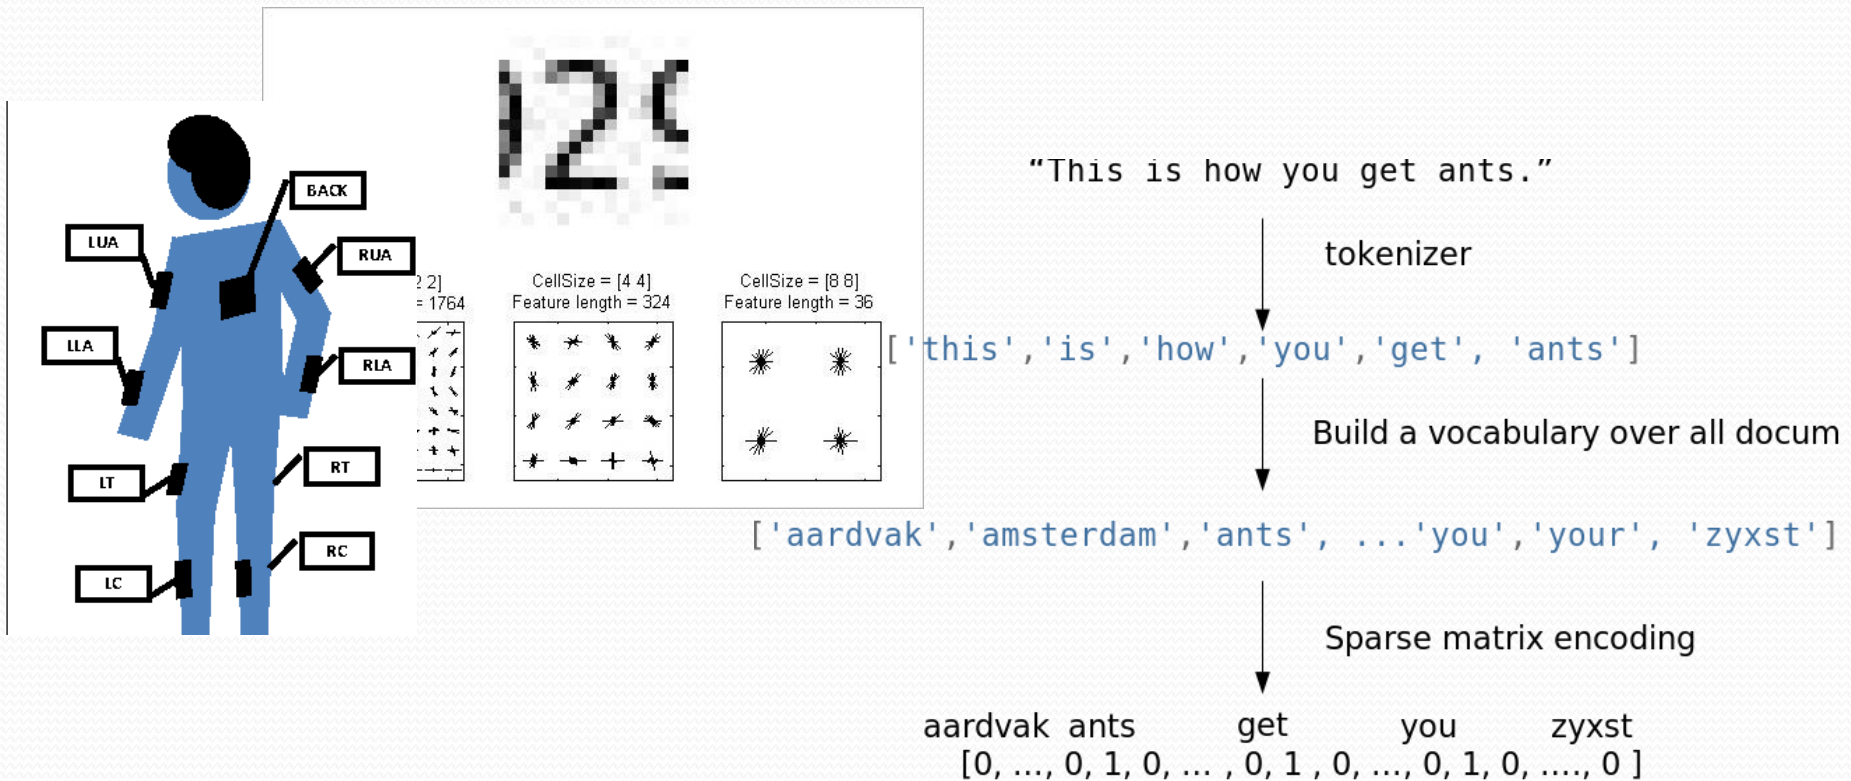 BACK
LUA
RUA
LLA
RLA
LT
RT
LC
RC
2 2]
= 1764
CellSize = [4 4]
Feature length = 324
CellSize = [8 8]
Feature length = 36
“This is how you get ants.”
tokenizer
['this','is','how','you','get', 'ants']
Build a vocabulary over all docum
['aardvak','amsterdam','ants', ...'you','your', 'zyxst']
Sparse matrix encoding
aardvak ants get you zyxst
[0, ..., 0, 1, 0, ... , 0, 1 , 0, ..., 0, 1, 0, ...., 0 ]